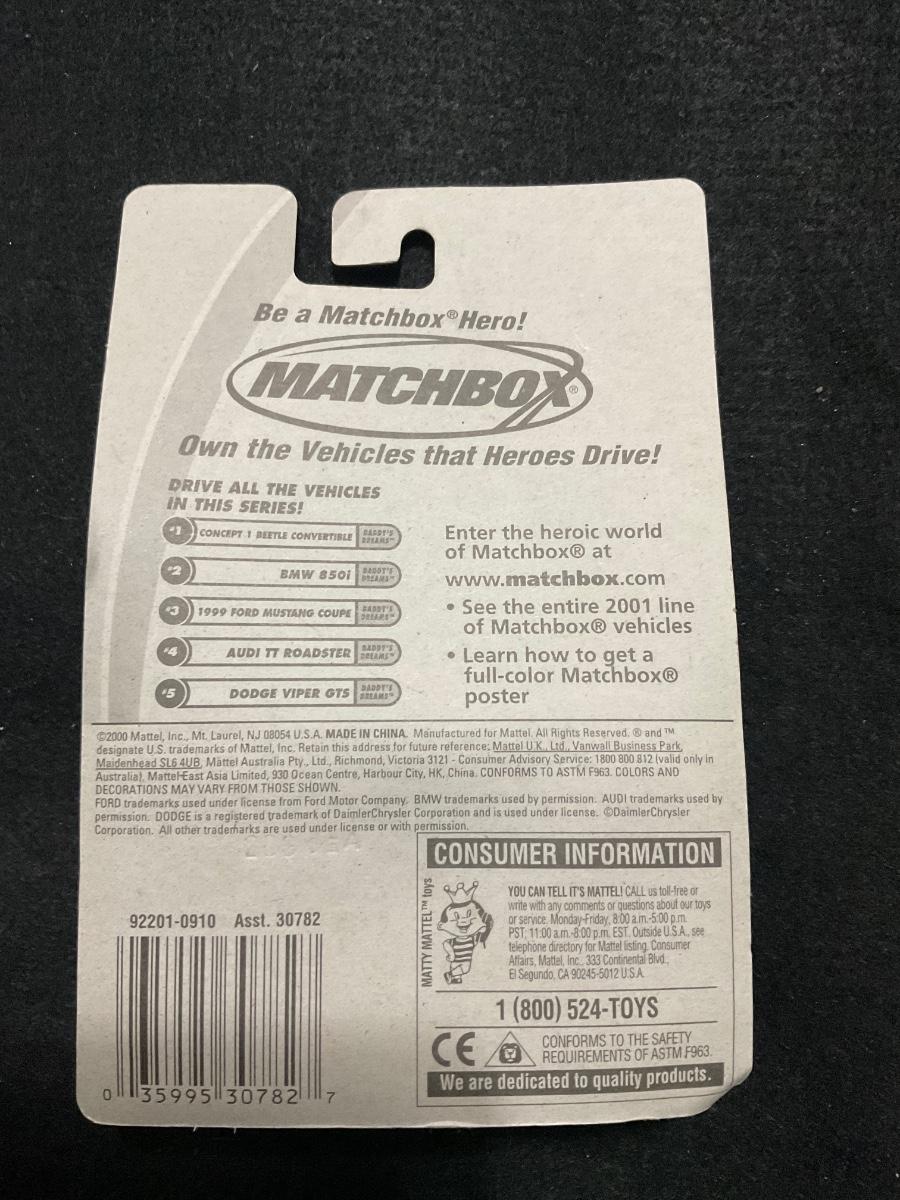 Be a Matchbox® Hero!
MATCHBOX®
Own the Vehicles that Heroes Drive!
DRIVE ALL THE VEHICLES
IN THIS SERIES!
#1 CONCEPT 1 BEETLE CONVERTIBLE DADDY'S DREAMS™
#2 BMW 850i DADDY'S DREAMS™
#3 1999 FORD MUSTANG COUPE DADDY'S DREAMS™
#4 AUDI TT ROADSTER DADDY'S DREAMS™
#5 DODGE VIPER GTS DADDY'S DREAMS™
Enter the heroic world
of Matchbox® at
www.matchbox.com
• See the entire 2001 line
of Matchbox® vehicles
• Learn how to get a
full-color Matchbox®
poster
©2000 Mattel, Inc., Mt. Laurel, NJ 08054 U.S.A. MADE IN CHINA. Manufactured for Mattel. All Rights Reserved. ® and ™
designate U.S. trademarks of Mattel, Inc. Retain this address for future reference: Mattel U.K., Ltd., Vanwall Business Park,
Maidenhead SL6 4UB, Mattel Australia Pty., Ltd., Richmond, Victoria 3121 - Consumer Advisory Service: 1800 800 812 (valid only in
Australia). Mattel East Asia Limited, 930 Ocean Centre, Harbour City, HK, China. CONFORMS TO ASTM F963. COLORS AND
DECORATIONS MAY VARY FROM THOSE SHOWN.
FORD trademarks used under license from Ford Motor Company. BMW trademarks used by permission. AUDI trademarks used by
permission. DODGE is a registered trademark of DaimlerChrysler Corporation and is used under license. ©DaimlerChrysler
Corporation. All other trademarks are used under license or with permission.
92201-0910 Asst. 30782
0 35995 30782 7
CONSUMER INFORMATION
MATTY MATTEL™ toys
YOU CAN TELL IT'S MATTEL! CALL us toll-free or
write with any comments or questions about our toys
or service. Monday-Friday, 8:00 a.m.-5:00 p.m.
PST; 11:00 a.m.-8:00 p.m. EST. Outside U.S.A., see
telephone directory for Mattel listing. Consumer
Affairs, Mattel, Inc., 333 Continental Blvd.,
El Segundo, CA 90245-5012 U.S.A.
1 (800) 524-TOYS
CE
CONFORMS TO THE SAFETY
REQUIREMENTS OF ASTM F963.
We are dedicated to quality products.